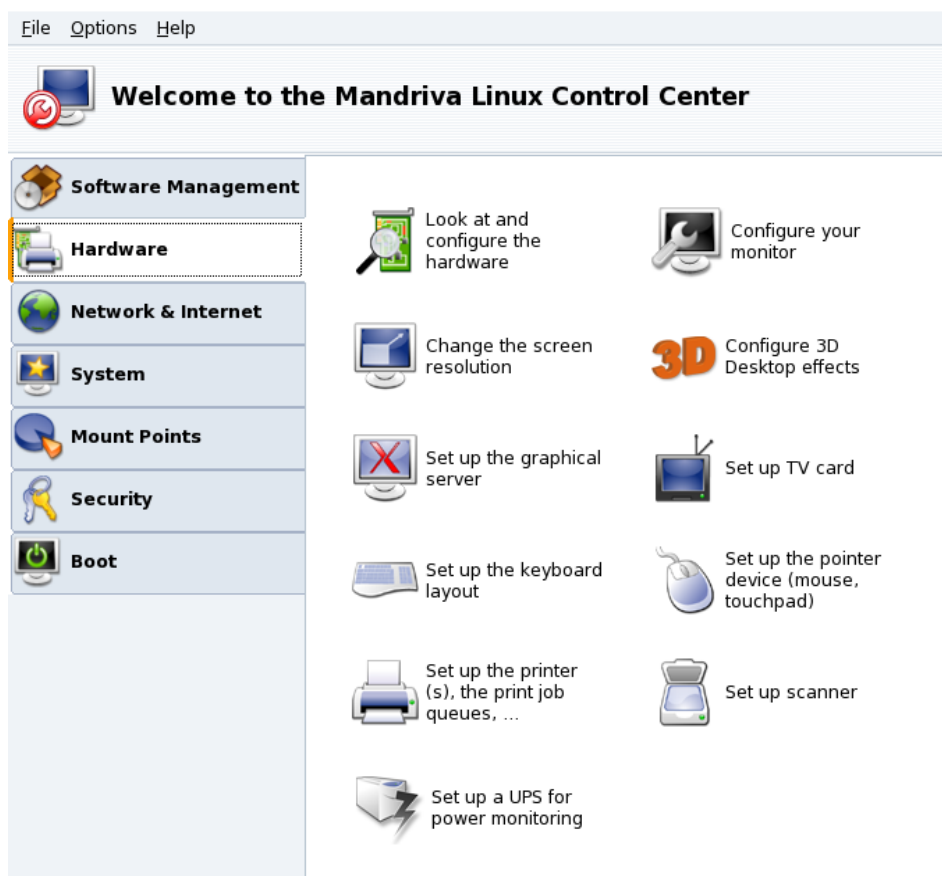 File Options Help
Welcome to the Mandriva Linux Control Center
Software Management
Hardware
Network & Internet
System
Mount Points
Security
Boot
Look at and
configure the
hardware
Configure your
monitor
Change the screen
resolution
3D
Configure 3D
Desktop effects
Set up the graphical
server
Set up TV card
Set up the keyboard
layout
Set up the pointer
device (mouse,
touchpad)
Set up the printer
(s), the print job
queues, ...
Set up scanner
Set up a UPS for
power monitoring